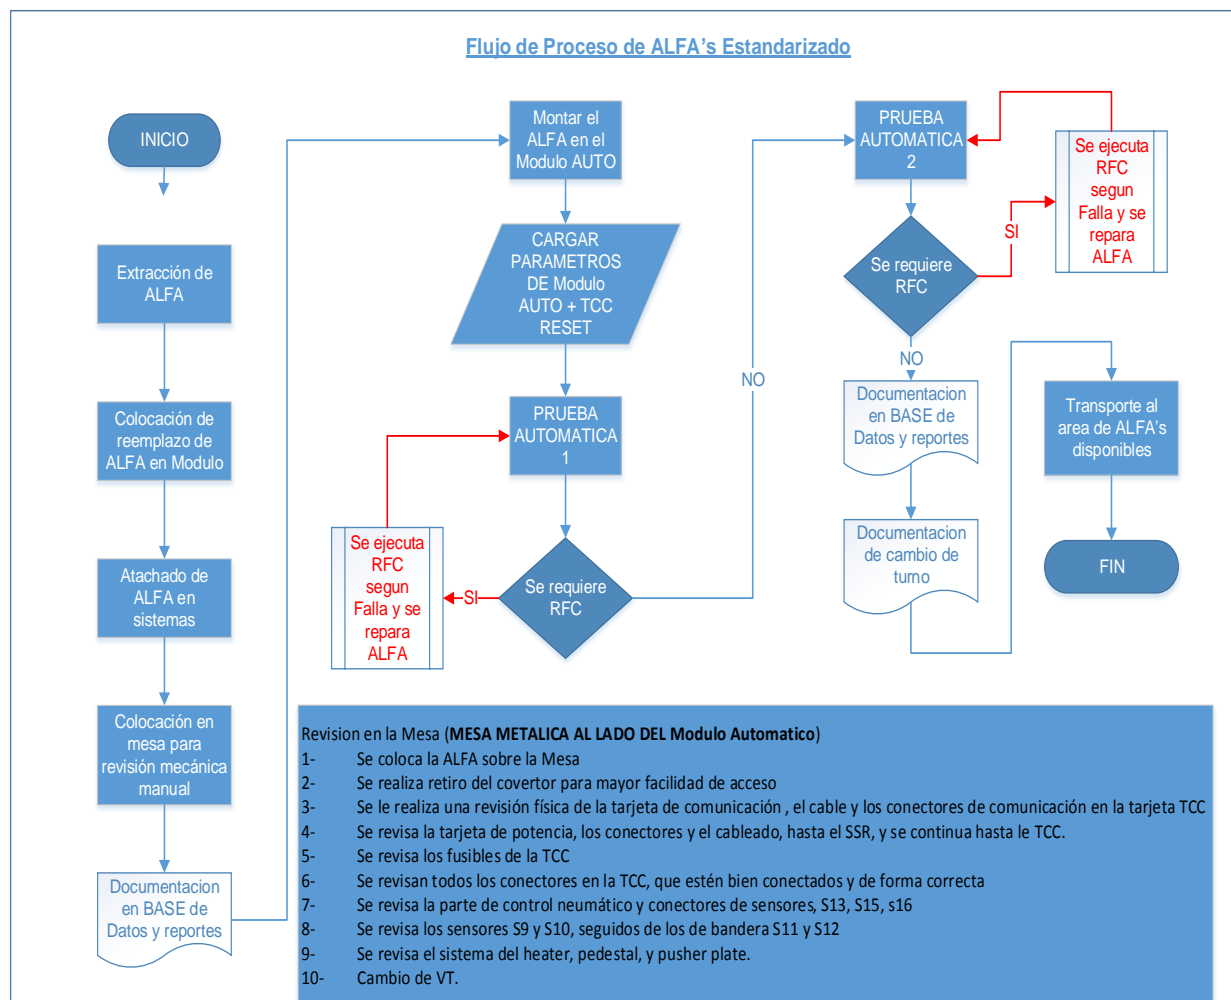 Flujo de Proceso de ALFA's Estandarizado
INICIO
Extracción de
ALFA
Colocación de
reemplazo de
ALFA en Modulo
Atachado de
ALFA en
sistemas
Colocación en
mesa para
revisión mecánica
manual
Documentacion
en BASE de
Datos y reportes
Montar el
ALFA en el
Modulo AUTO
CARGAR
PARAMETROS
DE Modulo
AUTO + TCC
RESET
PRUEBA
AUTOMATICA
1
Se requiere
RFC
SI
Se ejecuta
RFC
segun
Falla y se
repara
ALFA
NO
PRUEBA
AUTOMATICA
2
Se requiere
RFC
SI
Se ejecuta
RFC
segun
Falla y se
repara
ALFA
NO
Documentacion
en BASE de
Datos y reportes
Documentacion
de cambio de
turno
Transporte al
area de ALFA's
disponibles
FIN
Revision en la Mesa (MESA METALICA AL LADO DEL Modulo Automatico)
1- Se coloca la ALFA sobre la Mesa
2- Se realiza retiro del covertor para mayor facilidad de acceso
3- Se le realiza una revisión física de la tarjeta de comunicación , el cable y los conectores de comunicación en la tarjeta TCC
4- Se revisa la tarjeta de potencia, los conectores y el cableado, hasta el SSR, y se continua hasta le TCC.
5- Se revisa los fusibles de la TCC
6- Se revisan todos los conectores en la TCC, que estén bien conectados y de forma correcta
7- Se revisa la parte de control neumático y conectores de sensores, S13, S15, s16
8- Se revisa los sensores S9 y S10, seguidos de los de bandera S11 y S12
9- Se revisa el sistema del heater, pedestal, y pusher plate.
10- Cambio de VT.